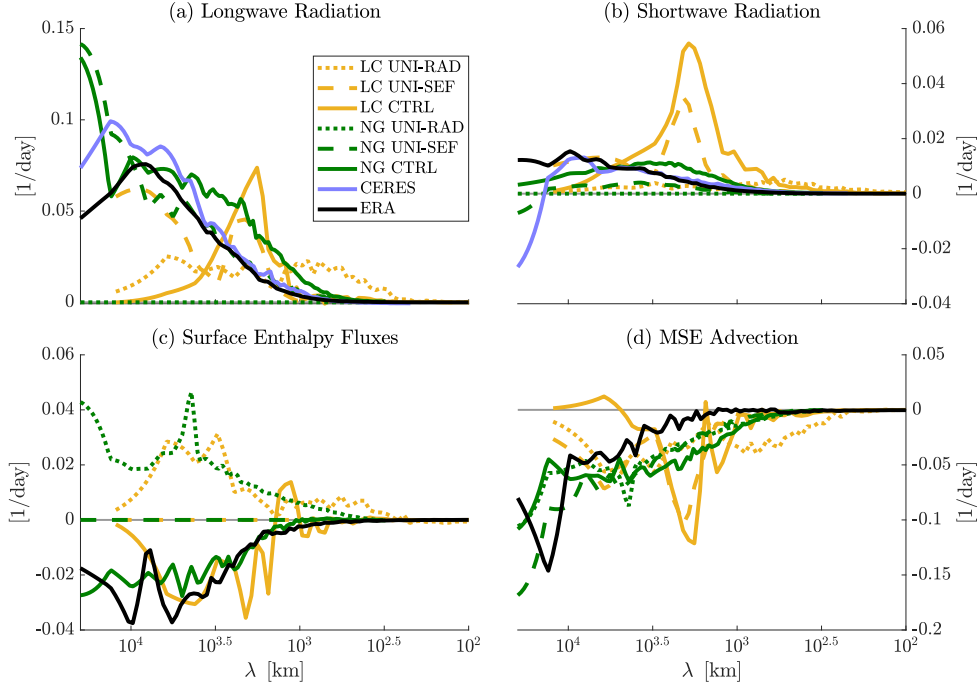 (a) Longwave Radiation
(b) Shortwave Radiation
0.15
0.1
0.05
0
[1/day]
LC UNI-RAD
LC UNI-SEF
LC CTRL
NG UNI-RAD
NG UNI-SEF
NG CTRL
CERES
ERA
0.06
0.04
0.02
0
-0.02
-0.04
[1/day]
(c) Surface Enthalpy Fluxes
(d) MSE Advection
0.06
0.04
0.02
0
-0.02
-0.04
[1/day]
10^4
10^3.5
10^3
10^2.5
10^2
λ [km]
0.05
0
-0.05
-0.1
-0.15
-0.2
[1/day]
10^4
10^3.5
10^3
10^2.5
10^2
λ [km]